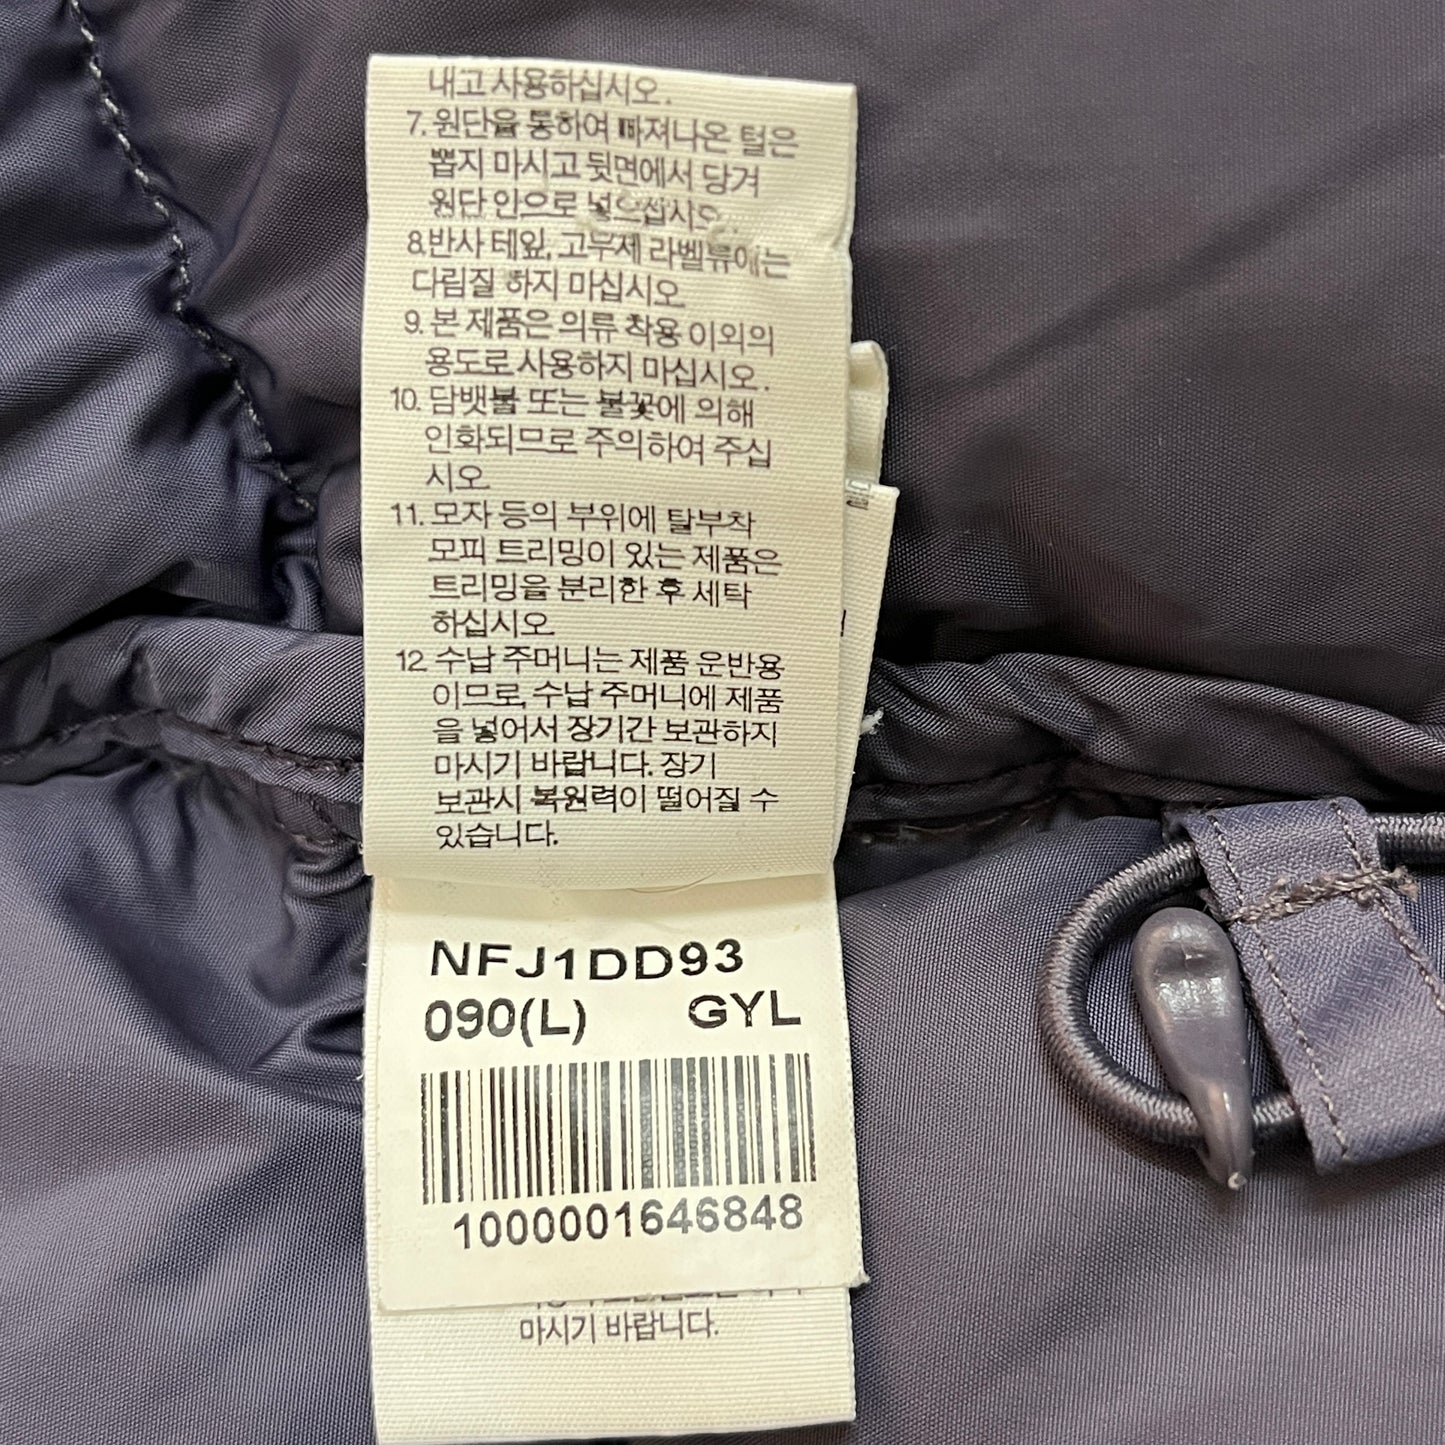 내고 사용하십시오.
7. 원단을 통하여 빠져나온 털은
뽑지 마시고 뒷면에서 당겨
원단 안으로 넣으십시오.
8.반사 테잎, 고무제 라벨류에는
다림질 하지 마십시오
9. 본 제품은 의류 착용 이외의
용도로 사용하지 마십시오.
10. 담뱃불 또는 불꽃에 의해
인화되므로 주의하여 주십
시오
11. 모자 등의 부위에 탈부착
모피 트리밍이 있는 제품은
트리밍을 분리한 후 세탁
하십시오
12. 수납 주머니는 제품 운반용
이므로, 수납 주머니에 제품
을 넣어서 장기간 보관하지
마시기 바랍니다. 장기
보관시 복원력이 떨어질 수
있습니다.
NFJ1DD93
090(L) GYL
1000001646848
마시기 바랍니다.